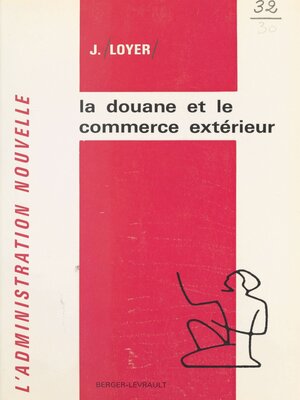 32
30
J. /LOYER/
la douane et le
commerce extérieur
L'ADMINISTRATION NOUVELLE
BERGER-LEVRAULT